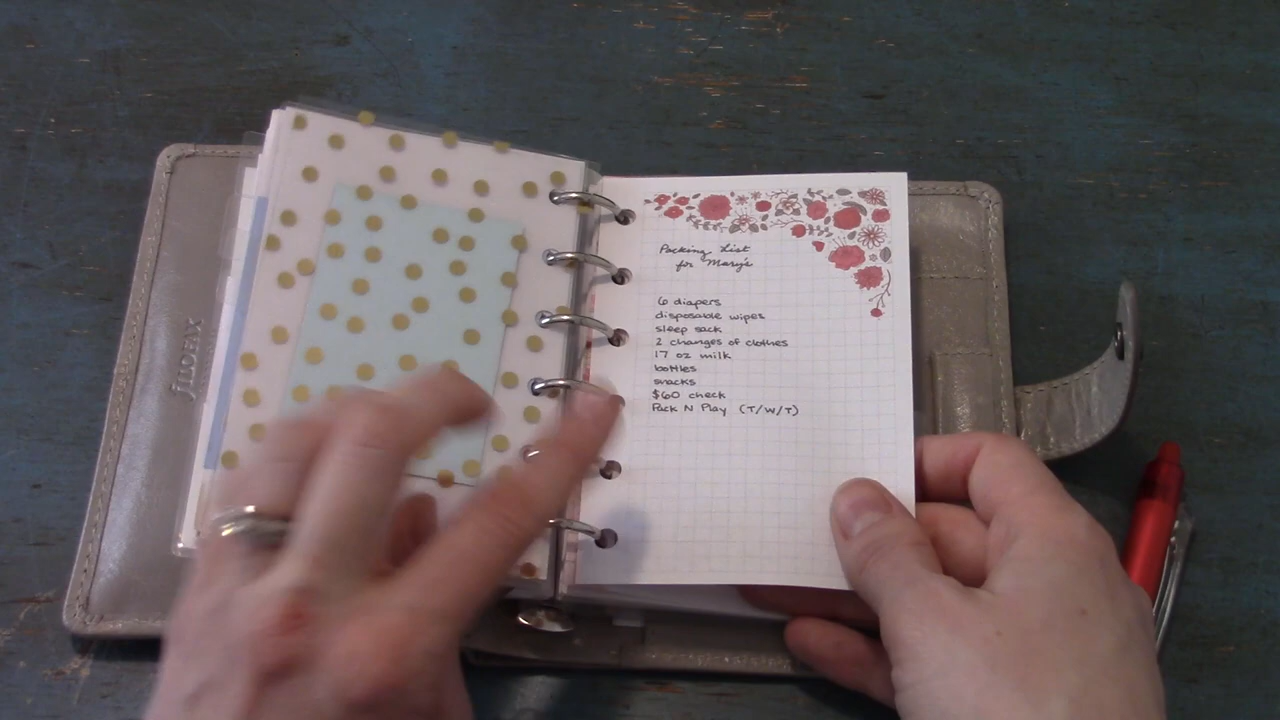 Packing List
for Mary's
6 diapers
disposable wipes
sleep sack
2 changes of clothes
17 oz milk
bottles
snacks
$60 check
Pack N Play (T/W/T)